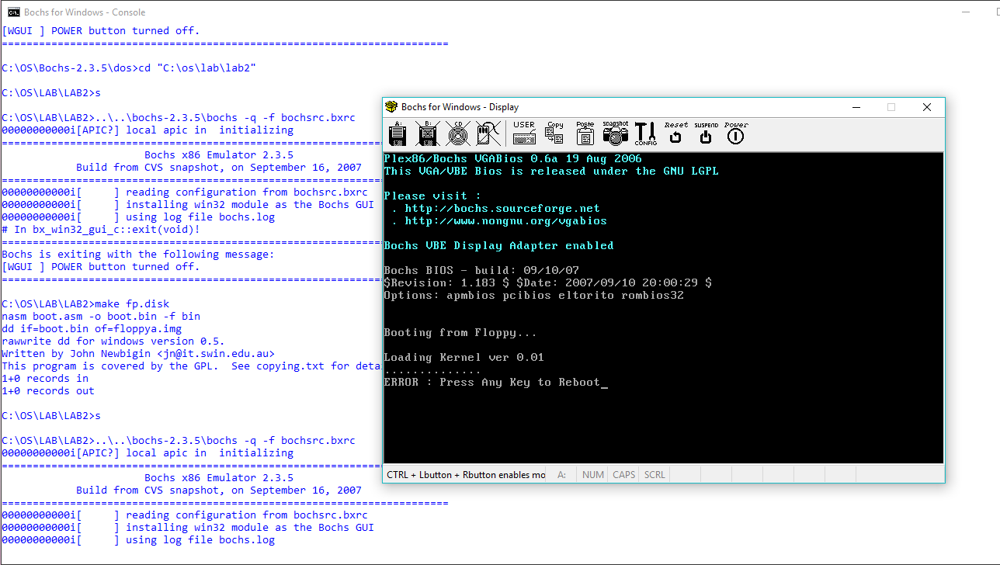 Bochs for Windows - Console
[WGUI ] POWER button turned off.
========================================================================
C:\OS\Bochs-2.3.5\dos>cd "C:\os\lab\lab2"
C:\OS\LAB\LAB2>s
C:\OS\LAB\LAB2>..\..\bochs-2.3.5\bochs -q -f bochsrc.bxrc
00000000000i[APIC?] local apic in  initializing
========================================================================
Bochs x86 Emulator 2.3.5
Build from CVS snapshot, on September 16, 2007
========================================================================
00000000000i[     ] reading configuration from bochsrc.bxrc
00000000000i[     ] installing win32 module as the Bochs GUI
00000000000i[     ] using log file bochs.log
# In bx_win32_gui_c::exit(void)!
========================================================================
Bochs is exiting with the following message:
[WGUI ] POWER button turned off.
========================================================================
C:\OS\LAB\LAB2>make fp.disk
nasm boot.asm -o boot.bin -f bin
dd if=boot.bin of=floppya.img
rawwrite dd for windows version 0.5.
Written by John Newbigin <jn@it.swin.edu.au>
This program is covered by the GPL.  See copying.txt for deta
1+0 records in
1+0 records out
C:\OS\LAB\LAB2>s
C:\OS\LAB\LAB2>..\..\bochs-2.3.5\bochs -q -f bochsrc.bxrc
00000000000i[APIC?] local apic in  initializing
========================================================================
Bochs x86 Emulator 2.3.5
Build from CVS snapshot, on September 16, 2007
========================================================================
00000000000i[     ] reading configuration from bochsrc.bxrc
00000000000i[     ] installing win32 module as the Bochs GUI
00000000000i[     ] using log file bochs.log
Bochs for Windows - Display
A: B: CD USER Copy Paste snapshot CONFIG Reset SUSPEND Power
Plex86/Bochs VGABios 0.6a 19 Aug 2006
This VGA/VBE Bios is released under the GNU LGPL
Please visit :
. http://bochs.sourceforge.net
. http://www.nongnu.org/vgabios
Bochs VBE Display Adapter enabled
Bochs BIOS - build: 09/10/07
$Revision: 1.183 $ $Date: 2007/09/10 20:00:29 $
Options: apmbios pcibios eltorito rombios32
Booting from Floppy...
Loading Kernel ver 0.01
..............
ERROR : Press Any Key to Reboot_
CTRL + Lbutton + Rbutton enables mo A: NUM CAPS SCRL